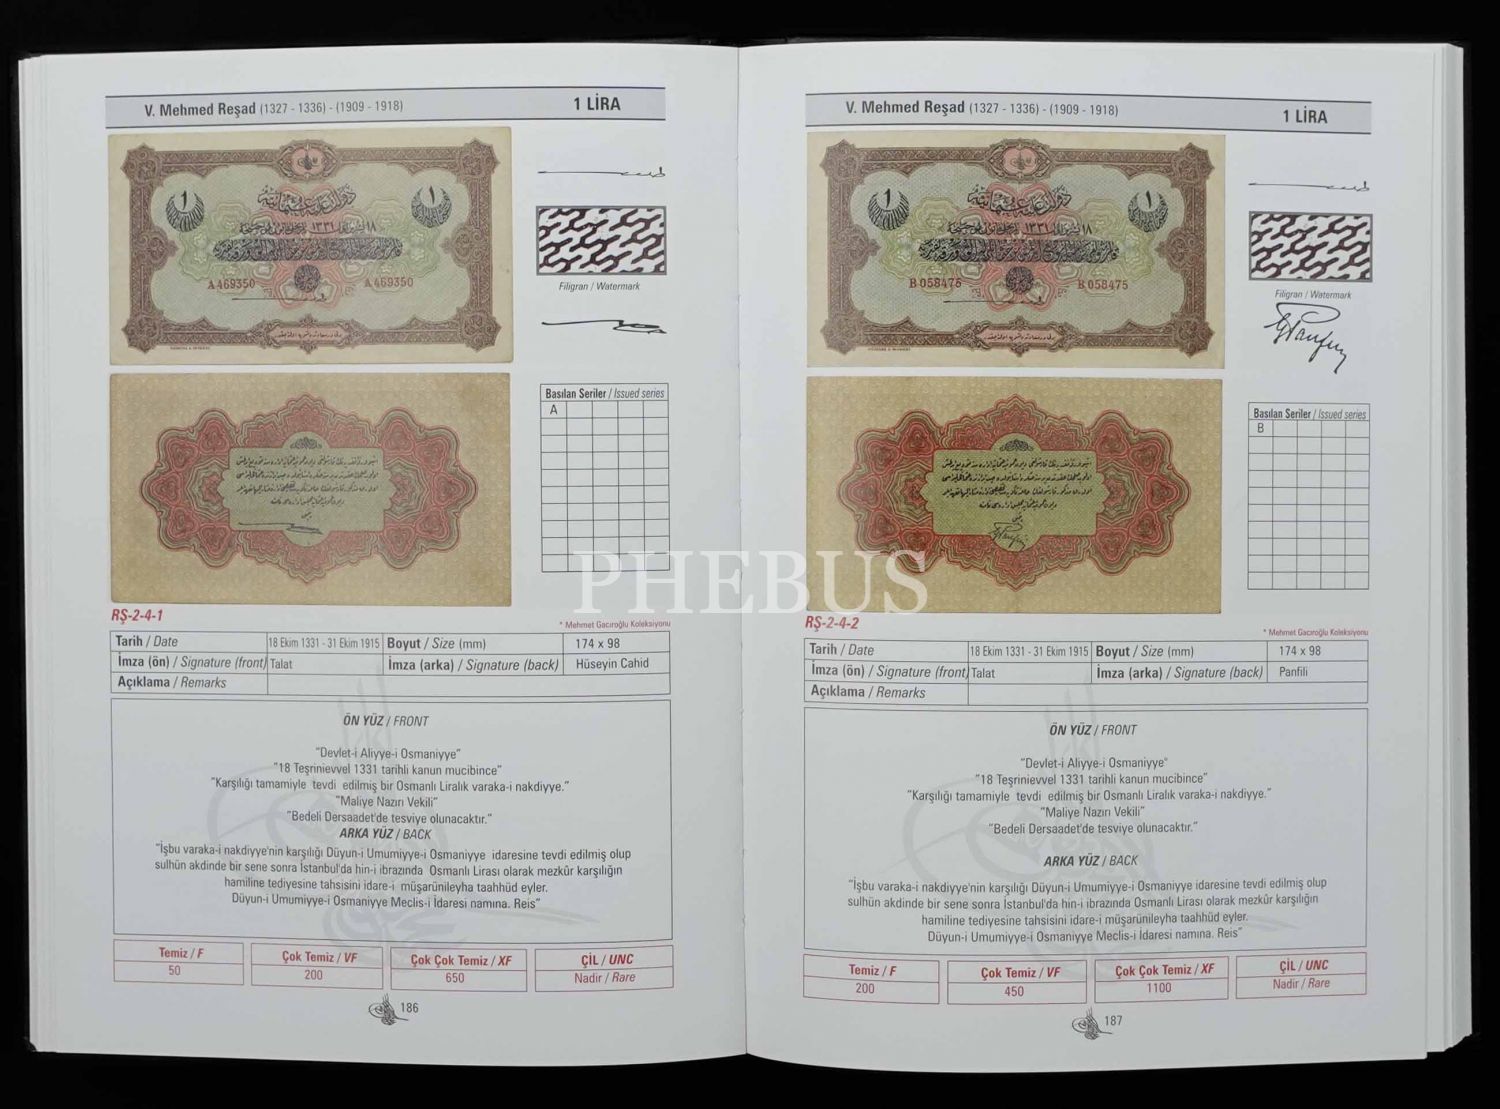 V. Mehmed Reşad (1327 - 1336) - (1909 - 1918)
1 LİRA
١
١
دولت عليه عثمانيه
A 469350
A 469350
Filigran / Watermark
Basılan Seriler / Issued series
A
RŞ-2-4-1
* Mehmet Gacıroğlu Koleksiyonu
Tarih / Date
18 Ekim 1331 - 31 Ekim 1915
Boyut / Size (mm)
174 x 98
İmza (ön) / Signature (front)
Talat
İmza (arka) / Signature (back)
Hüseyin Cahid
Açıklama / Remarks
ÖN YÜZ / FRONT
"Devlet-i Aliyye-i Osmaniyye"
"18 Teşrinievvel 1331 tarihli kanun mucibince"
"Karşılığı tamamiyle tevdi edilmiş bir Osmanlı Liralık varaka-i nakdiyye."
"Maliye Nazırı Vekili"
"Bedeli Dersaadet'de tesviye olunacaktır."
ARKA YÜZ / BACK
"İşbu varaka-i nakdiyye'nin karşılığı Düyun-i Umumiyye-i Osmaniyye idaresine tevdi edilmiş olup
sulhün akdinde bir sene sonra İstanbul'da hin-i ibrazında Osmanlı Lirası olarak mezkûr karşılığın
hamiline tediyesine tahsisini idare-i müşarünileyha taahhüd eyler.
Düyun-i Umumiyye-i Osmaniyye Meclis-i İdaresi namına. Reis"
Temiz / F
Çok Temiz / VF
Çok Çok Temiz / XF
ÇİL / UNC
50
200
650
Nadir / Rare
186
V. Mehmed Reşad (1327 - 1336) - (1909 - 1918)
1 LİRA
١
١
دولت عليه عثمانيه
B 058475
B 058475
Filigran / Watermark
Basılan Seriler / Issued series
B
RŞ-2-4-2
* Mehmet Gacıroğlu Koleksiyonu
Tarih / Date
18 Ekim 1331 - 31 Ekim 1915
Boyut / Size (mm)
174 x 98
İmza (ön) / Signature (front)
Talat
İmza (arka) / Signature (back)
Panfili
Açıklama / Remarks
ÖN YÜZ / FRONT
"Devlet-i Aliyye-i Osmaniyye"
"18 Teşrinievvel 1331 tarihli kanun mucibince"
"Karşılığı tamamiyle tevdi edilmiş bir Osmanlı Liralık varaka-i nakdiyye."
"Maliye Nazırı Vekili"
"Bedeli Dersaadet'de tesviye olunacaktır."
ARKA YÜZ / BACK
"İşbu varaka-i nakdiyye'nin karşılığı Düyun-i Umumiyye-i Osmaniyye idaresine tevdi edilmiş olup
sulhün akdinde bir sene sonra İstanbul'da hin-i ibrazında Osmanlı Lirası olarak mezkûr karşılığın
hamiline tediyesine tahsisini idare-i müşarünileyha taahhüd eyler.
Düyun-i Umumiyye-i Osmaniyye Meclis-i İdaresi namına. Reis"
Temiz / F
Çok Temiz / VF
Çok Çok Temiz / XF
ÇİL / UNC
200
450
1100
Nadir / Rare
187
PHEBUS